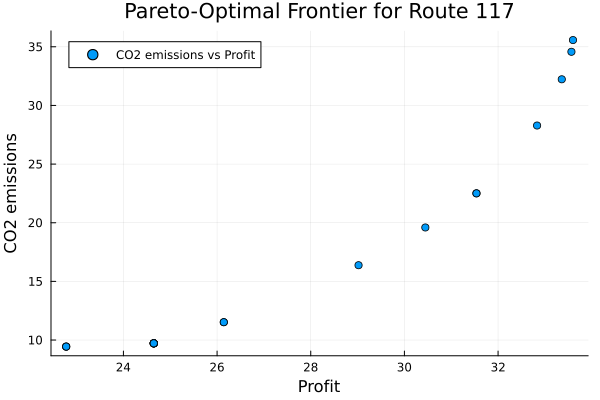 Pareto-Optimal Frontier for Route 117
CO2 emissions vs Profit
CO2 emissions
35
30
25
20
15
10
24 26 28 30 32
Profit